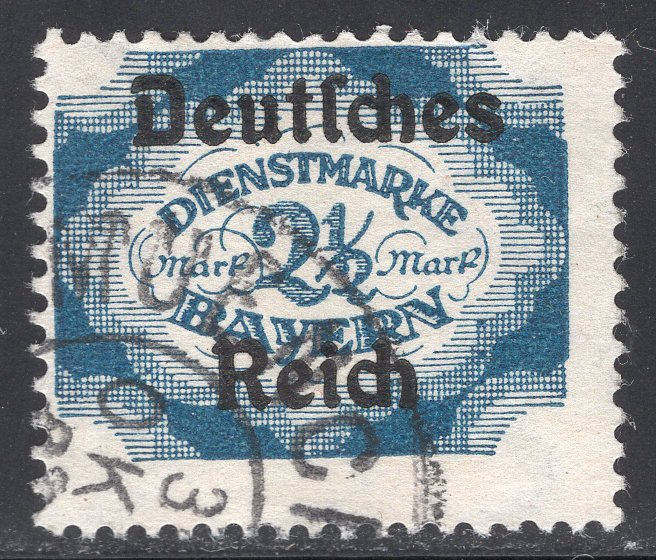 Deutſches
DIENSTMARKE
Mark 2½ Mark
BAYERN
Reich